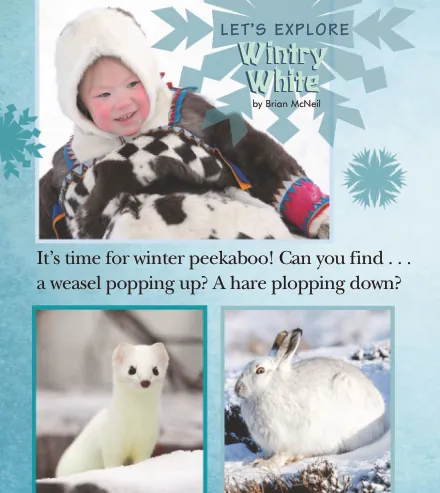 LET'S EXPLORE
Wintry
White
by Brian McNeil
It's time for winter peekaboo! Can you find . . .
a weasel popping up? A hare plopping down?